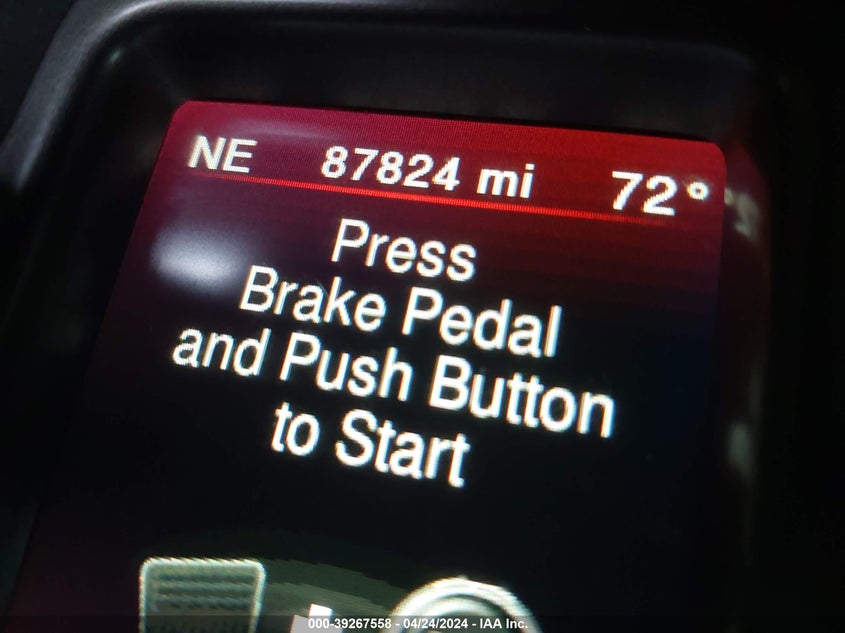 NE 87824 mi 72°
Press
Brake Pedal
and Push Button
to Start
000-39267558 - 04/24/2024 - IAA Inc.